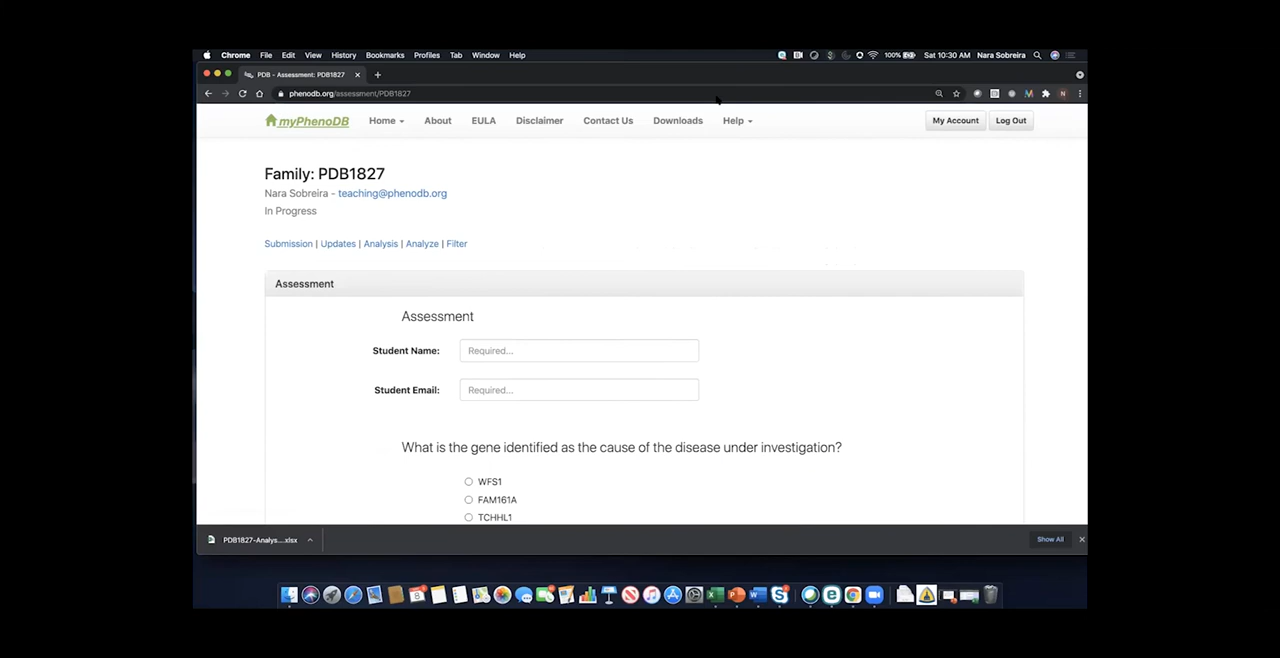 Chrome File Edit View History Bookmarks Profiles Tab Window Help 100% Sat 10:30 AM Nara Sobreira
PDB - Assessment: PDB1827
phenodb.org/assessment/PDB1827
myPhenoDB Home About EULA Disclaimer Contact Us Downloads Help My Account Log Out
Family: PDB1827
Nara Sobreira - teaching@phenodb.org
In Progress
Submission | Updates | Analysis | Analyze | Filter
Assessment
Assessment
Student Name: Required...
Student Email: Required...
What is the gene identified as the cause of the disease under investigation?
WFS1
FAM161A
TCHHL1
PDB1827-Analys....xlsx Show All